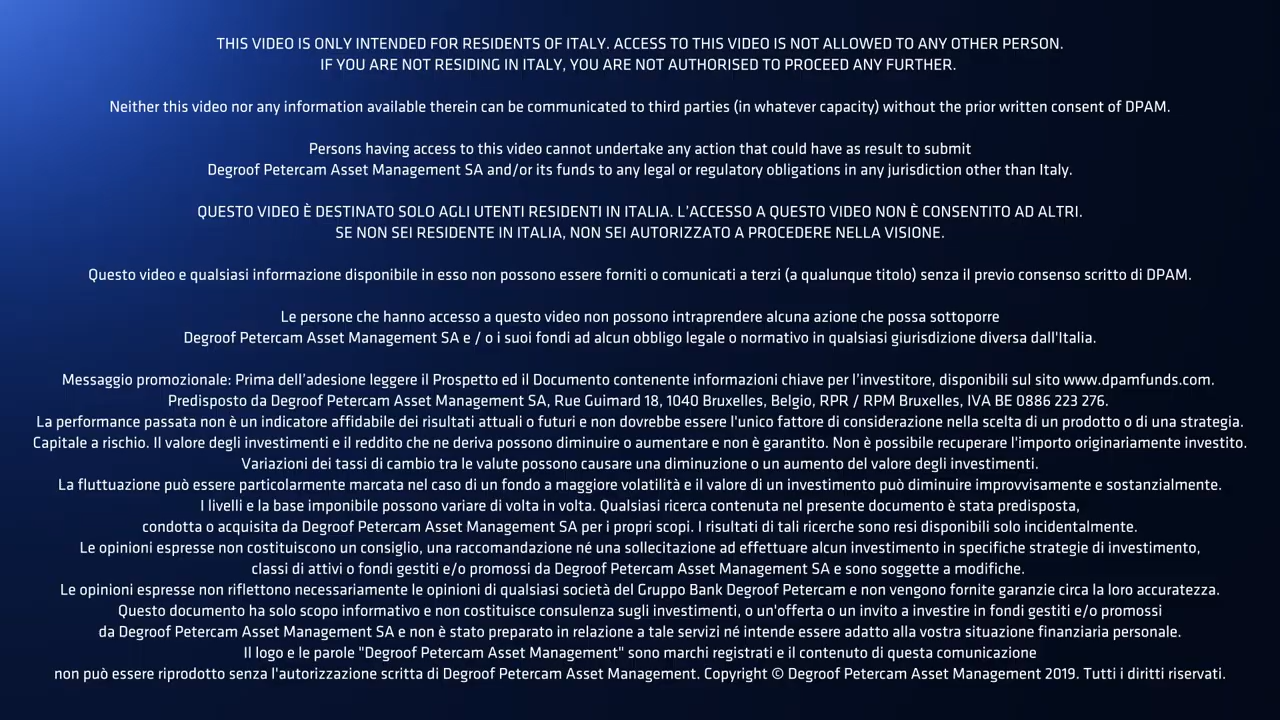 THIS VIDEO IS ONLY INTENDED FOR RESIDENTS OF ITALY. ACCESS TO THIS VIDEO IS NOT ALLOWED TO ANY OTHER PERSON.
IF YOU ARE NOT RESIDING IN ITALY, YOU ARE NOT AUTHORISED TO PROCEED ANY FURTHER.
Neither this video nor any information available therein can be communicated to third parties (in whatever capacity) without the prior written consent of DPAM.
Persons having access to this video cannot undertake any action that could have as result to submit
Degroof Petercam Asset Management SA and/or its funds to any legal or regulatory obligations in any jurisdiction other than Italy.
QUESTO VIDEO È DESTINATO SOLO AGLI UTENTI RESIDENTI IN ITALIA. L'ACCESSO A QUESTO VIDEO NON È CONSENTITO AD ALTRI.
SE NON SEI RESIDENTE IN ITALIA, NON SEI AUTORIZZATO A PROCEDERE NELLA VISIONE.
Questo video e qualsiasi informazione disponibile in esso non possono essere forniti o comunicati a terzi (a qualunque titolo) senza il previo consenso scritto di DPAM.
Le persone che hanno accesso a questo video non possono intraprendere alcuna azione che possa sottoporre
Degroof Petercam Asset Management SA e / o i suoi fondi ad alcun obbligo legale o normativo in qualsiasi giurisdizione diversa dall'Italia.
Messaggio promozionale: Prima dell'adesione leggere il Prospetto ed il Documento contenente informazioni chiave per l'investitore, disponibili sul sito www.dpamfunds.com.
Predisposto da Degroof Petercam Asset Management SA, Rue Guimard 18, 1040 Bruxelles, Belgio, RPR / RPM Bruxelles, IVA BE 0886 223 276.
La performance passata non è un indicatore affidabile dei risultati attuali o futuri e non dovrebbe essere l'unico fattore di considerazione nella scelta di un prodotto o di una strategia.
Capitale a rischio. Il valore degli investimenti e il reddito che ne deriva possono diminuire o aumentare e non è garantito. Non è possibile recuperare l'importo originariamente investito.
Variazioni dei tassi di cambio tra le valute possono causare una diminuzione o un aumento del valore degli investimenti.
La fluttuazione può essere particolarmente marcata nel caso di un fondo a maggiore volatilità e il valore di un investimento può diminuire improvvisamente e sostanzialmente.
I livelli e la base imponibile possono variare di volta in volta. Qualsiasi ricerca contenuta nel presente documento è stata predisposta,
condotta o acquisita da Degroof Petercam Asset Management SA per i propri scopi. I risultati di tali ricerche sono resi disponibili solo incidentalmente.
Le opinioni espresse non costituiscono un consiglio, una raccomandazione né una sollecitazione ad effettuare alcun investimento in specifiche strategie di investimento,
classi di attivi o fondi gestiti e/o promossi da Degroof Petercam Asset Management SA e sono soggette a modifiche.
Le opinioni espresse non riflettono necessariamente le opinioni di qualsiasi società del Gruppo Bank Degroof Petercam e non vengono fornite garanzie circa la loro accuratezza.
Questo documento ha solo scopo informativo e non costituisce consulenza sugli investimenti, o un'offerta o un invito a investire in fondi gestiti e/o promossi
da Degroof Petercam Asset Management SA e non è stato preparato in relazione a tale servizi né intende essere adatto alla vostra situazione finanziaria personale.
Il logo e le parole "Degroof Petercam Asset Management" sono marchi registrati e il contenuto di questa comunicazione
non può essere riprodotto senza l'autorizzazione scritta di Degroof Petercam Asset Management. Copyright © Degroof Petercam Asset Management 2019. Tutti i diritti riservati.